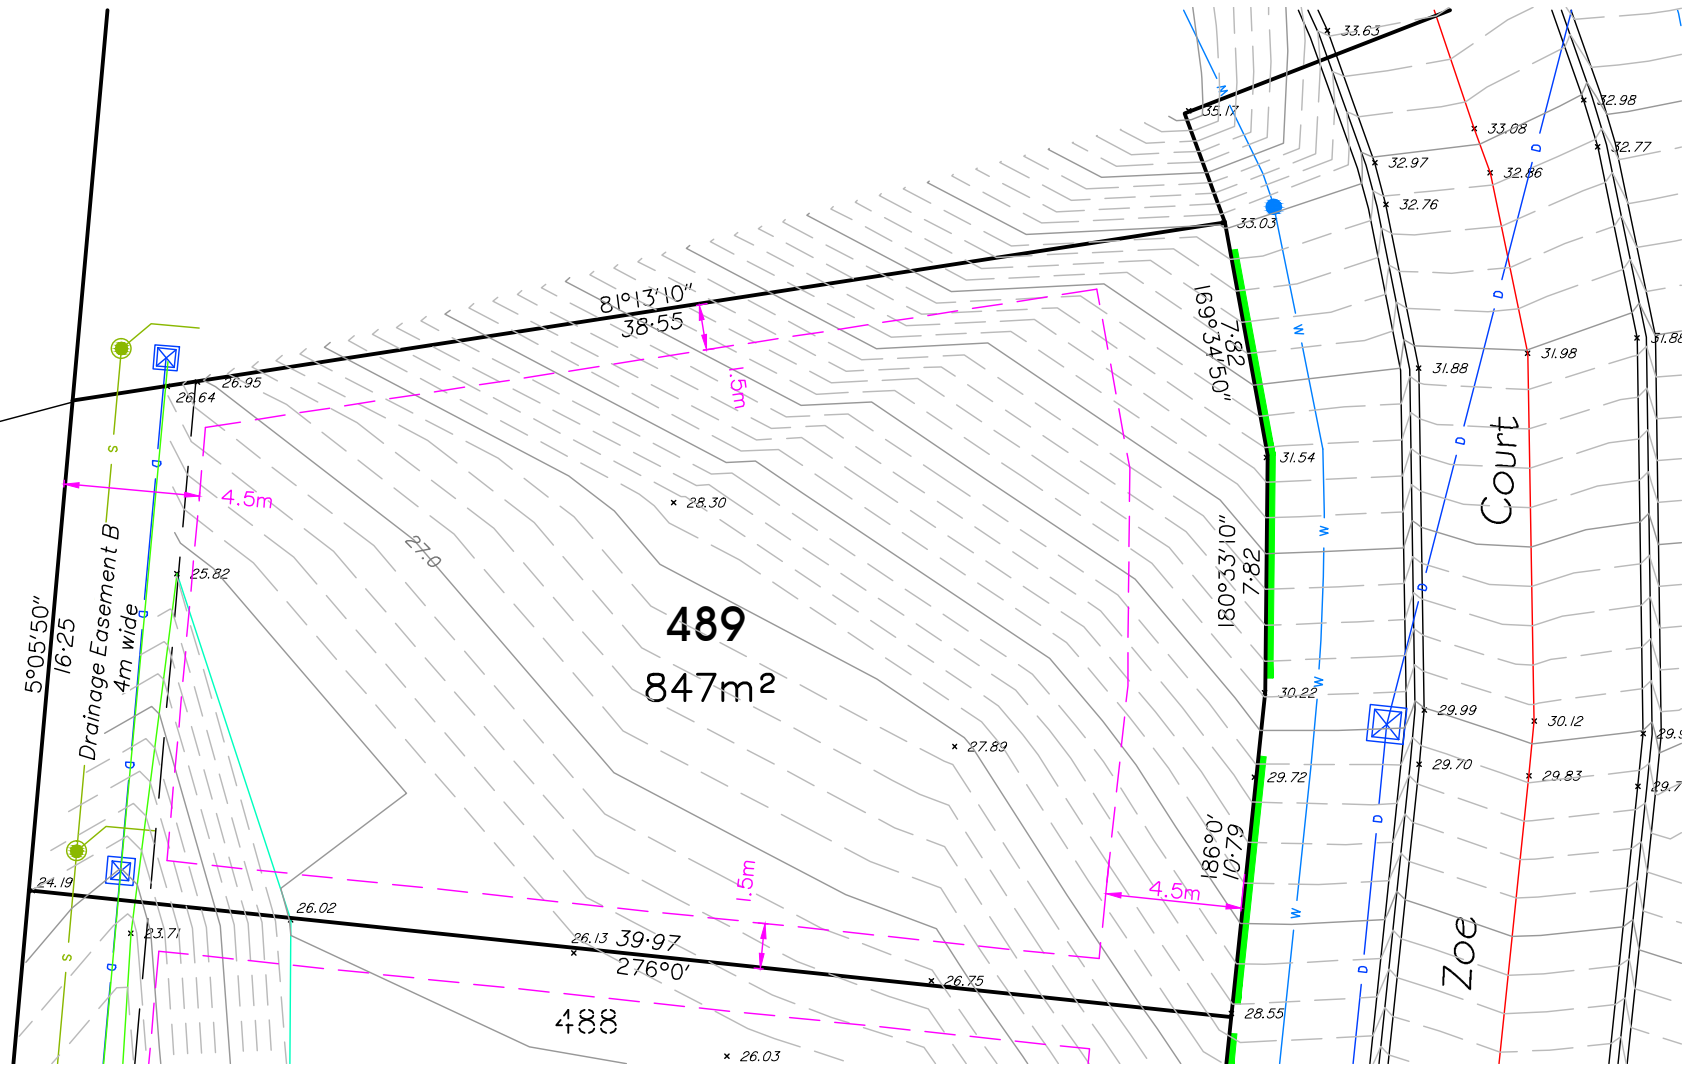 33.63
35.17
W
32.98
33.08
D
32.77
32.97
32.86
32.76
33.03
81°13'10"
38·55
169°34'50"
7·82
W
D
31.98
31.88
31.88
26.95
26.64
1.5m
S
D
D
Court
31.54
4.5m
28.30
180°33'10"
7·82
W
27.0
25.82
D
Drainage Easement B
4m wide
D
5°05'50"
16·25
489
847m²
30.22
W
29.99
30.12
27.89
D
29.72
29.70
29.83
186°0'
10·79
D
1.5m
4.5m
24.19
26.02
W
23.71
26.13
39·97
276°0'
26.75
Zoe
S
D
D
488
28.55
26.03